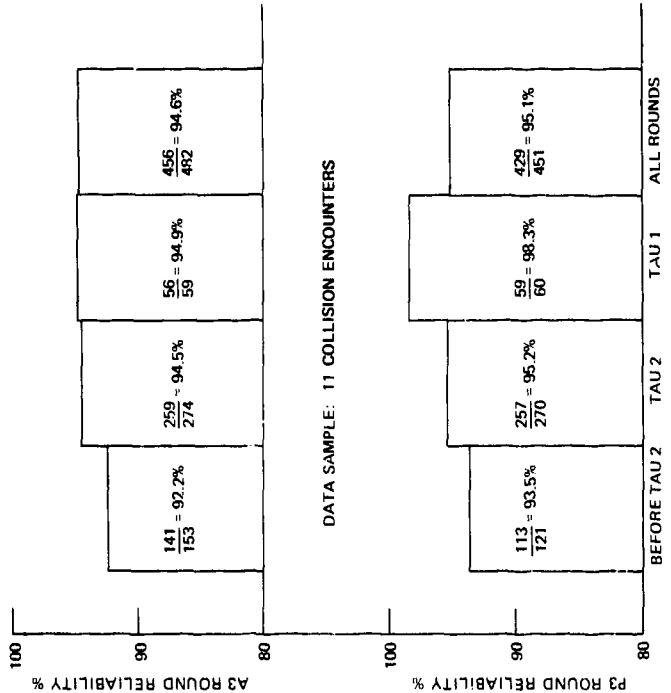 A3 ROUND RELIABILITY %
100
90
80
141/153 = 92.2%
259/274 = 94.5%
56/59 = 94.9%
456/482 = 94.6%
DATA SAMPLE: 11 COLLISION ENCOUNTERS
P3 ROUND RELIABILITY %
100
90
80
113/121 = 93.5%
257/270 = 95.2%
59/60 = 98.3%
429/451 = 95.1%
BEFORE TAU 2
TAU 2
TAU 1
ALL ROUNDS